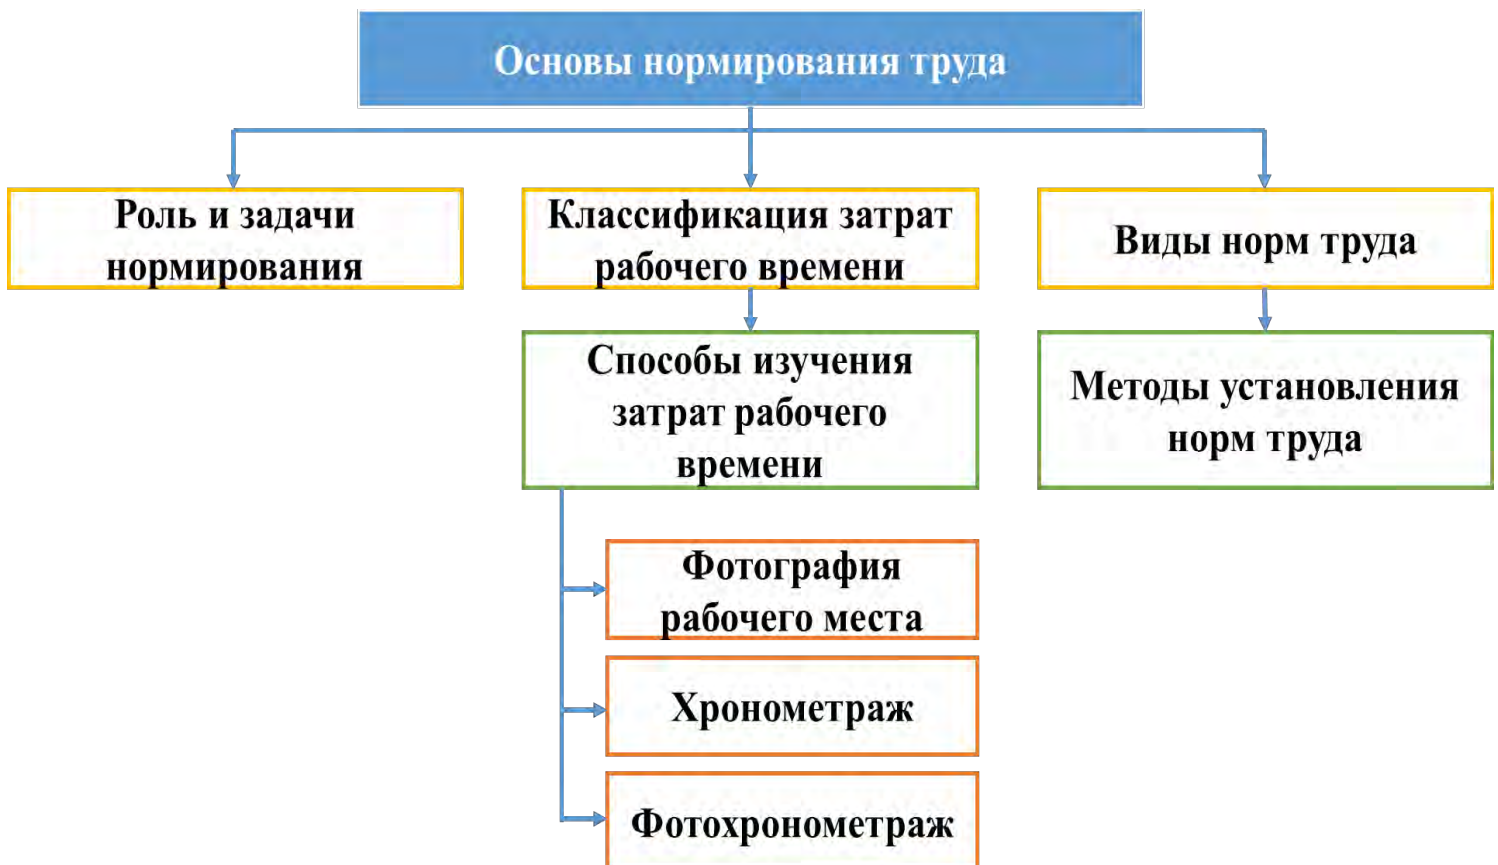 Основы нормирования труда
Роль и задачи
нормирования
Классификация затрат
рабочего времени
Виды норм труда
Способы изучения
затрат рабочего
времени
Методы установления
норм труда
Фотография
рабочего места
Хронометраж
Фотохронометраж